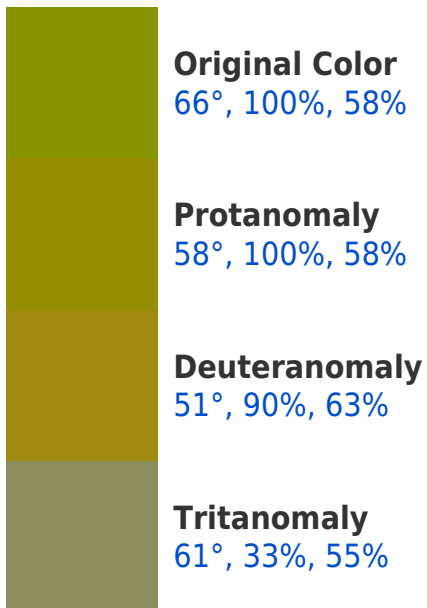 Original Color
66°, 100%, 58%
Protanomaly
58°, 100%, 58%
Deuteranomaly
51°, 90%, 63%
Tritanomaly
61°, 33%, 55%